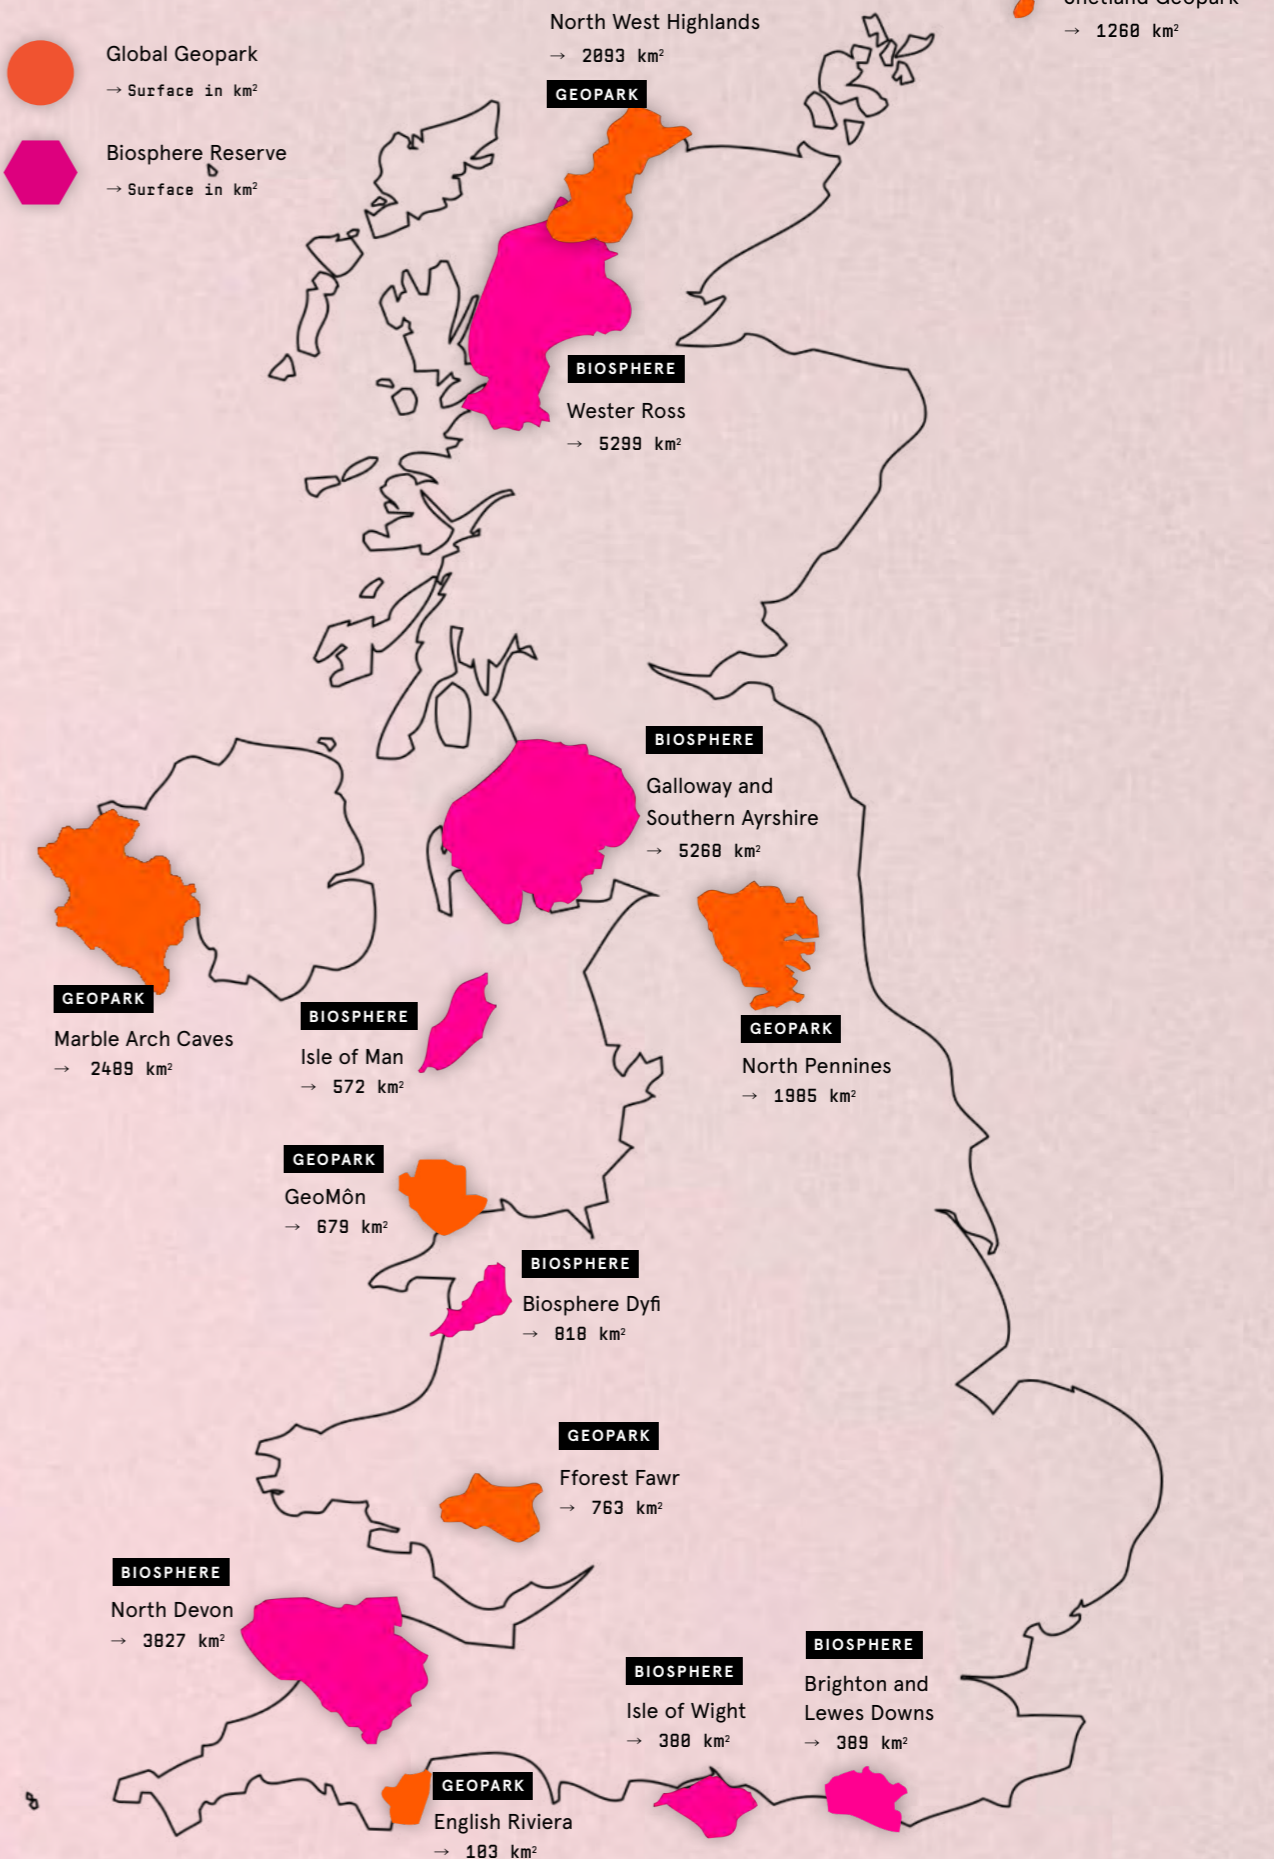 Shetland Geopark
→ 1260 km²
North West Highlands
→ 2093 km²
GEOPARK
Global Geopark
→ Surface in km²
Biosphere Reserve
→ Surface in km²
BIOSPHERE
Wester Ross
→ 5299 km²
BIOSPHERE
Galloway and
Southern Ayrshire
→ 5268 km²
GEOPARK
Marble Arch Caves
→ 2489 km²
BIOSPHERE
Isle of Man
→ 572 km²
GEOPARK
North Pennines
→ 1985 km²
GEOPARK
GeoMôn
→ 679 km²
BIOSPHERE
Biosphere Dyfi
→ 818 km²
GEOPARK
Fforest Fawr
→ 763 km²
BIOSPHERE
North Devon
→ 3827 km²
BIOSPHERE
Isle of Wight
→ 380 km²
BIOSPHERE
Brighton and
Lewes Downs
→ 389 km²
GEOPARK
English Riviera
→ 103 km²